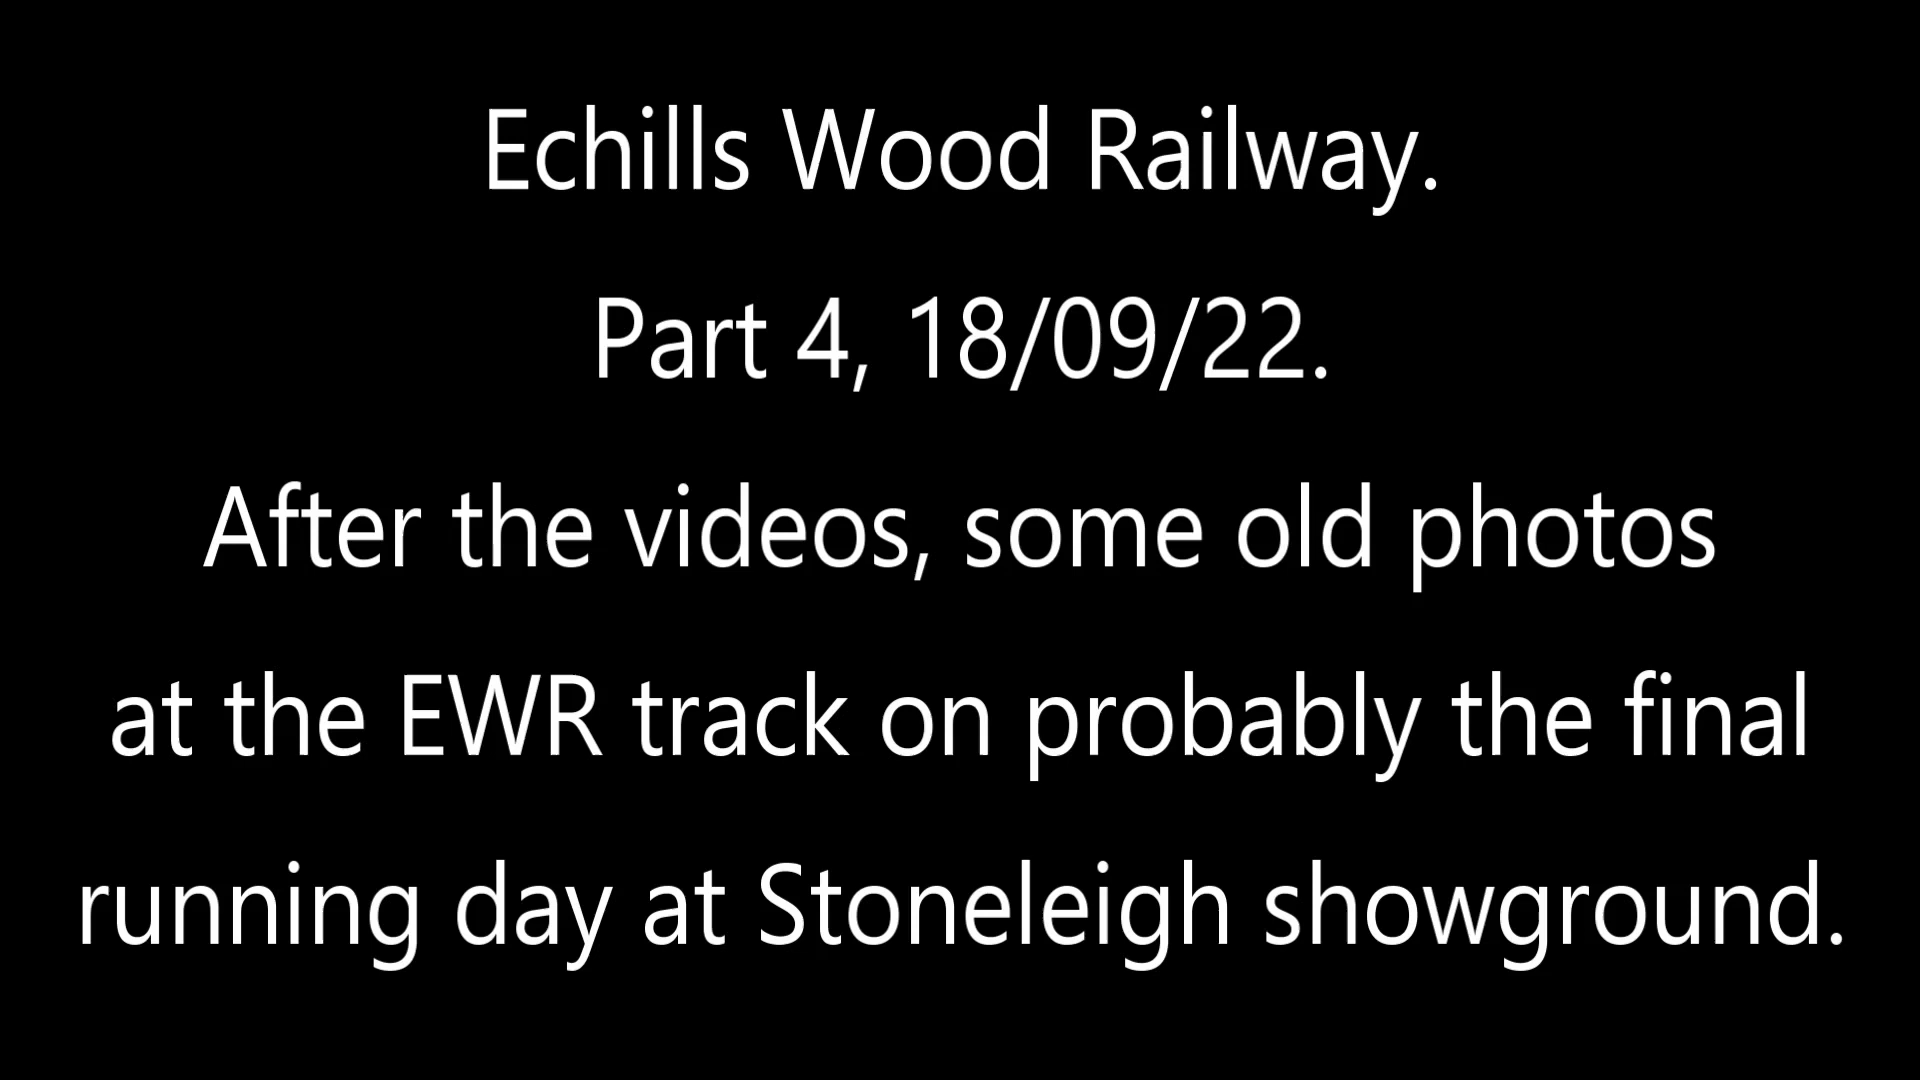 Echills Wood Railway.
Part 4, 18/09/22.
After the videos, some old photos
at the EWR track on probably the final
running day at Stoneleigh showground.